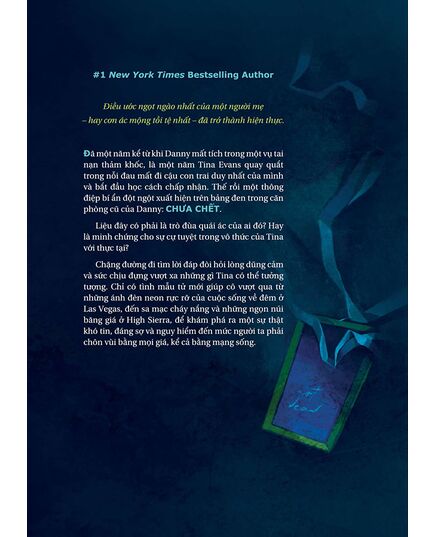 #1 New York Times Bestselling Author
Điều ước ngọt ngào nhất của một người mẹ
– hay cơn ác mộng tồi tệ nhất – đã trở thành hiện thực.
Đã một năm kể từ khi Danny mất tích trong một vụ tai
nạn thảm khốc, là một năm Tina Evans quay quắt
trong nỗi đau mất đi cậu con trai duy nhất của mình
và bắt đầu học cách chấp nhận. Thế rồi một thông
điệp bí ẩn đột ngột xuất hiện trên bảng đen trong căn
phòng cũ của Danny: CHƯA CHẾT.
Liệu đây có phải là trò đùa quái ác của ai đó? Hay
là minh chứng cho sự cự tuyệt trong vô thức của Tina
với thực tại?
Chặng đường đi tìm lời đáp đòi hỏi lòng dũng cảm
và sức chịu đựng vượt xa những gì Tina có thể tưởng
tượng. Chỉ có tình mẫu tử mới giúp cô vượt qua từ
những ánh đèn neon rực rỡ của cuộc sống về đêm ở
Las Vegas, đến sa mạc cháy nắng và những ngọn núi
băng giá ở High Sierra, để khám phá ra một sự thật
khó tin, đáng sợ và nguy hiểm đến mức người ta phải
chôn vùi bằng mọi giá, kể cả bằng mạng sống.
not
dead